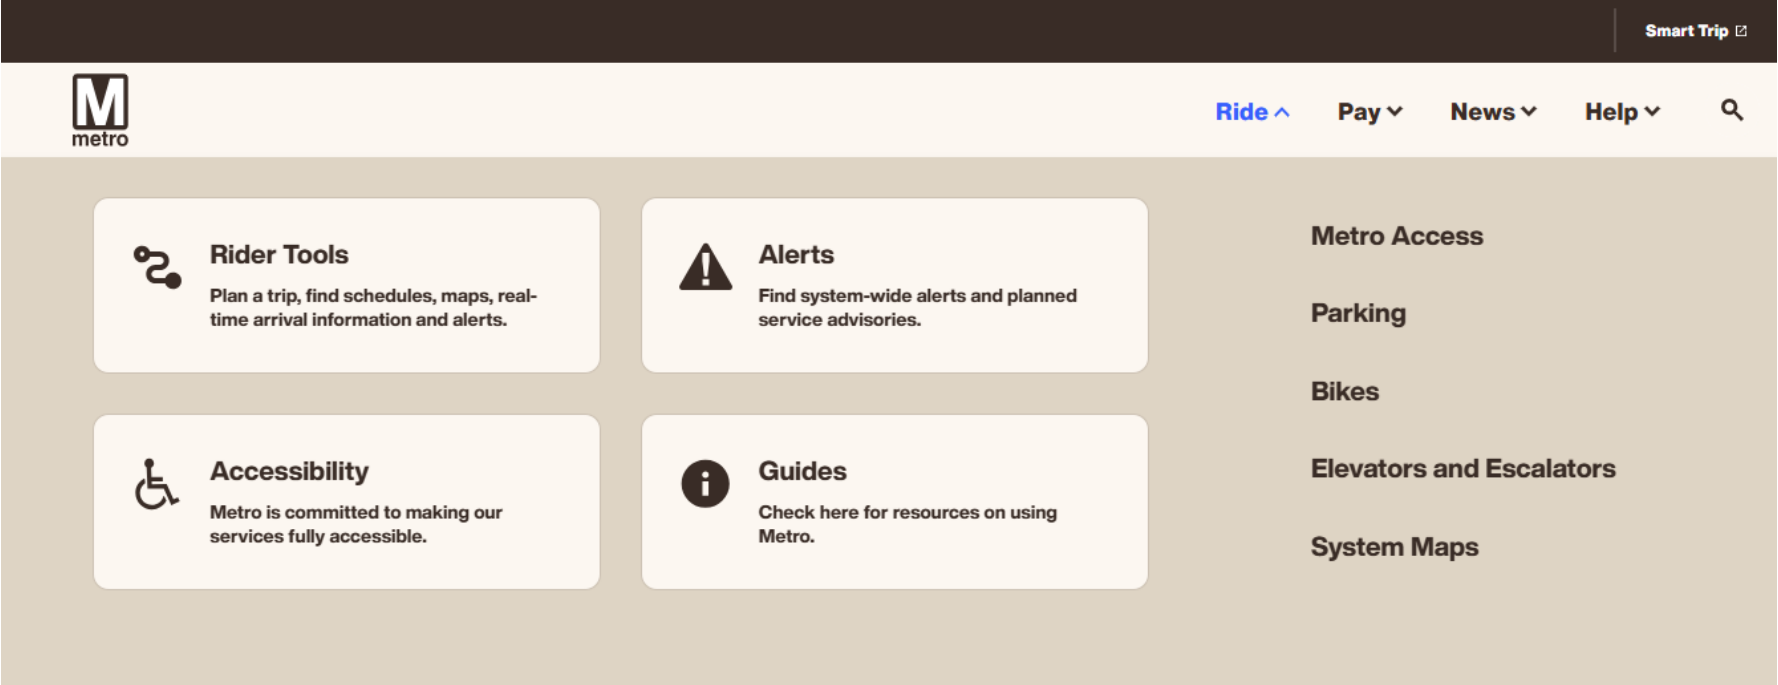 Smart Trip
M
metro
Ride
Pay
News
Help
Rider Tools
Plan a trip, find schedules, maps, real-
time arrival information and alerts.
Alerts
Find system-wide alerts and planned
service advisories.
Accessibility
Metro is committed to making our
services fully accessible.
Guides
Check here for resources on using
Metro.
Metro Access
Parking
Bikes
Elevators and Escalators
System Maps